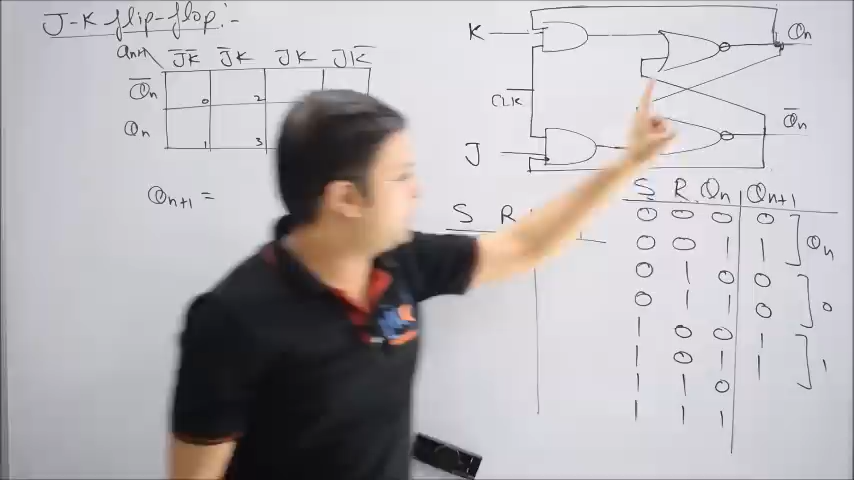 J-K flip-flop:-
Qn+1 J̅K̅ J̅K JK JK̅
Q̅n 0 2
Qn 1 3
Qn+1 =
K Qn
CLK
J Q̅n
S R
S R Qn Qn+1
0 0 0 0
0 0 1 1 Qn
0 1 0 0
0 1 1 0 0
1 0 0 1
1 0 1 1 1
1 1 0
1 1 1